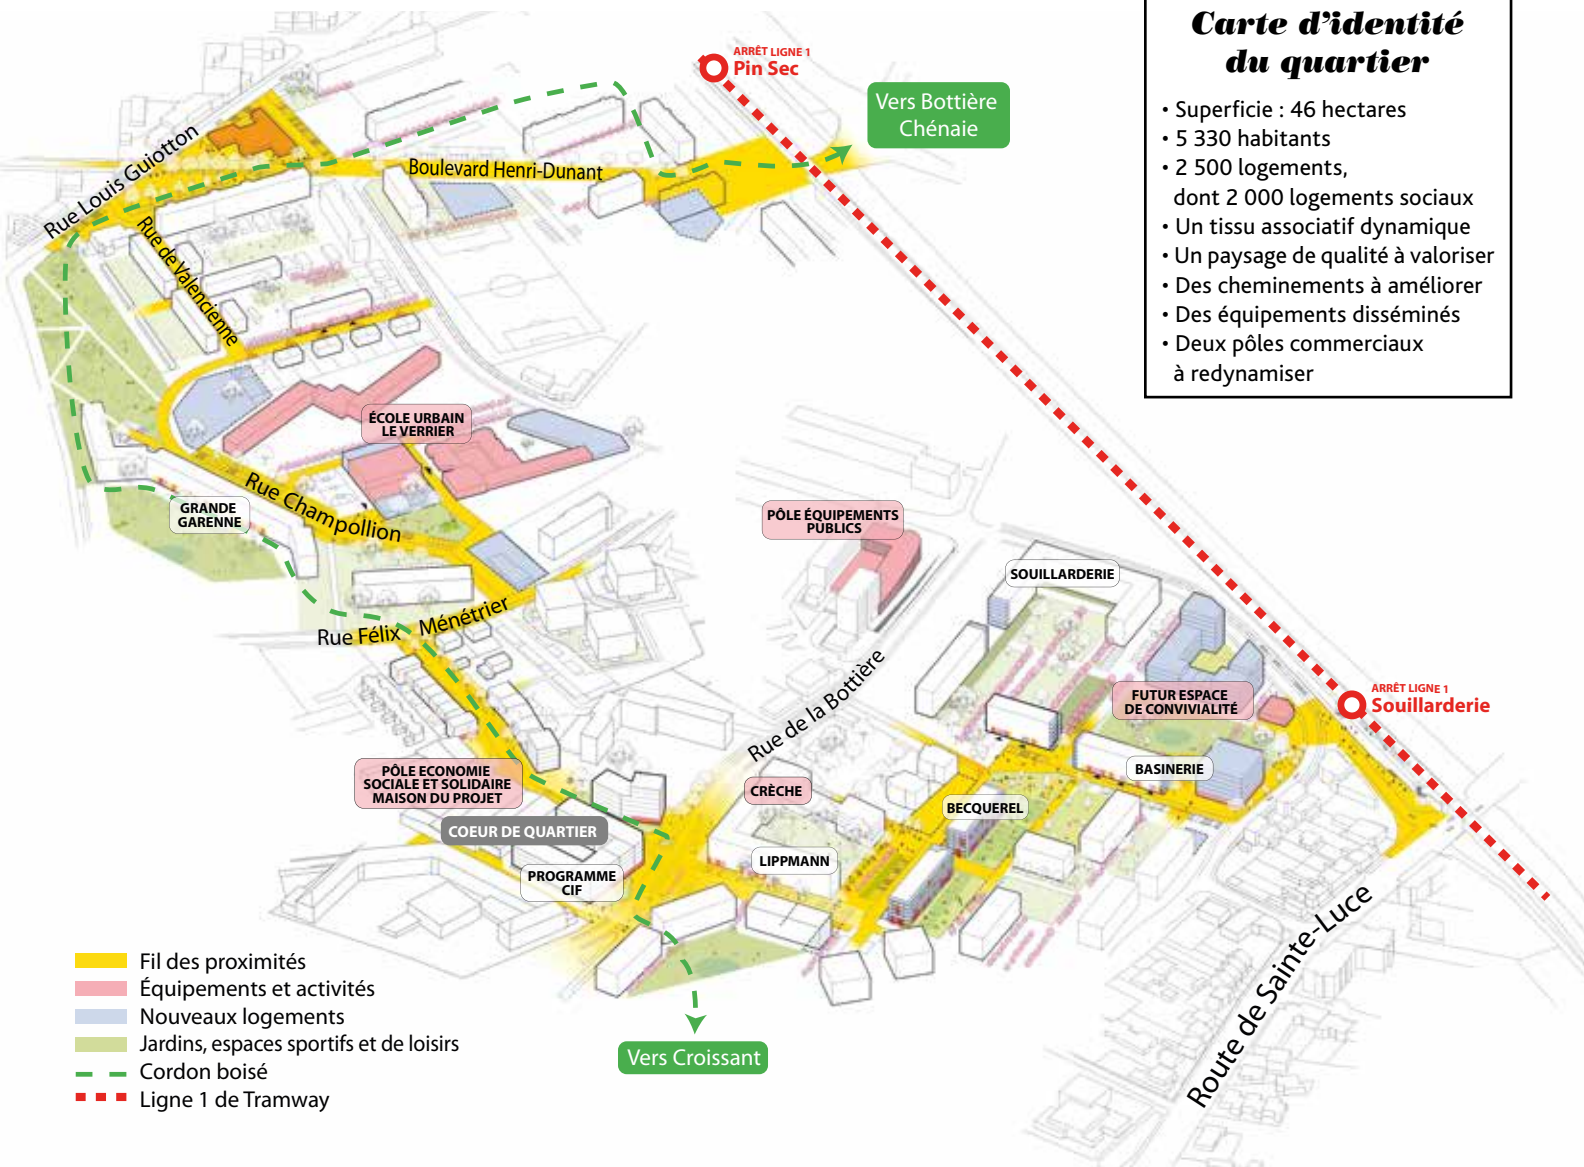 Carte d'identité
du quartier
• Superficie : 46 hectares
• 5 330 habitants
• 2 500 logements,
dont 2 000 logements sociaux
• Un tissu associatif dynamique
• Un paysage de qualité à valoriser
• Des cheminements à améliorer
• Des équipements disséminés
• Deux pôles commerciaux
à redynamiser
ARRÊT LIGNE 1
Pin Sec
Vers Bottière
Chénaie
Rue Louis Guiotton
Boulevard Henri-Dunant
Rue de Valencienne
ÉCOLE URBAIN
LE VERRIER
GRANDE
GARENNE
Rue Champollion
PÔLE ÉQUIPEMENTS
PUBLICS
SOUILLARDERIE
Rue Félix Ménétrier
Rue de la Bottière
FUTUR ESPACE
DE CONVIVIALITÉ
ARRÊT LIGNE 1
Souillarderie
BASINERIE
PÔLE ECONOMIE
SOCIALE ET SOLIDAIRE
MAISON DU PROJET
CRÈCHE
BECQUEREL
COEUR DE QUARTIER
LIPPMANN
PROGRAMME
CIF
Route de Sainte-Luce
Vers Croissant
Fil des proximités
Équipements et activités
Nouveaux logements
Jardins, espaces sportifs et de loisirs
Cordon boisé
Ligne 1 de Tramway